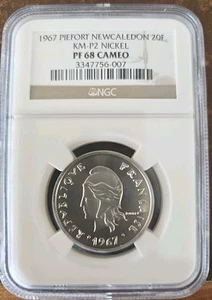 1967 PIEFORT NEWCALEDON 20F
KM-P2 NICKEL
PF 68 CAMEO
3347756-007
NGC
REPUBLIQUE FRANÇAISE
1967